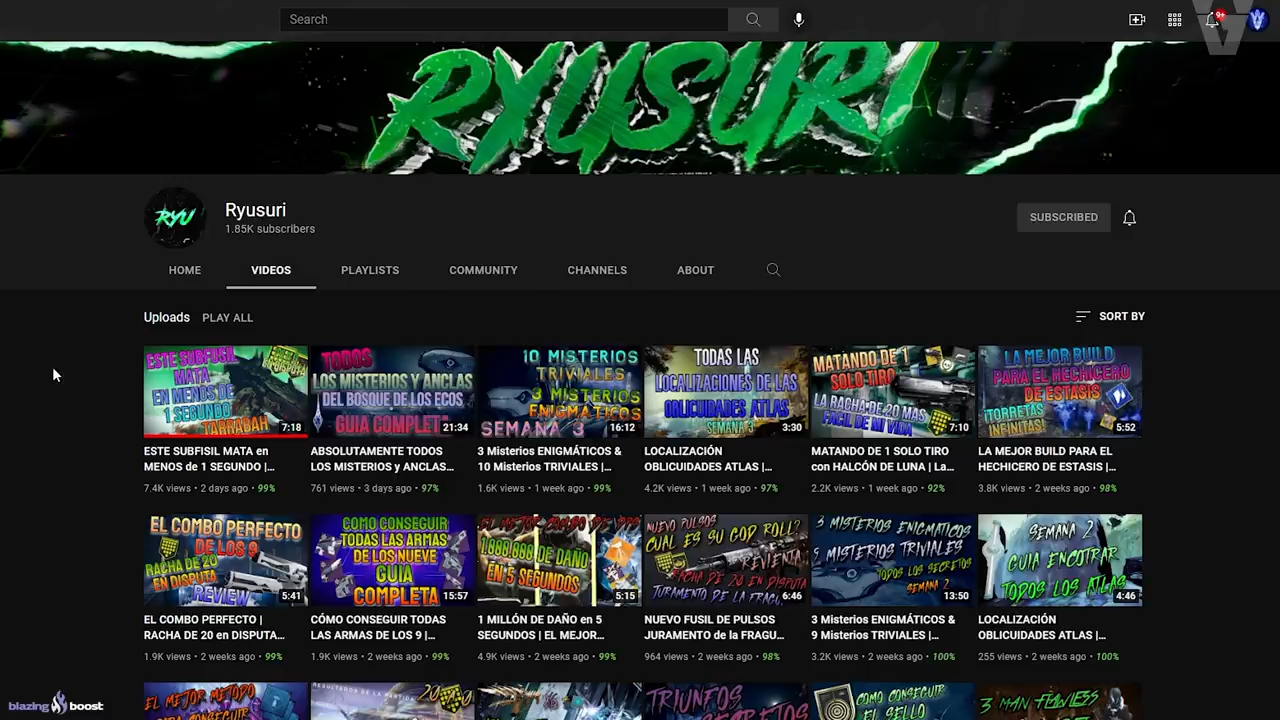 Search
9+
RYUSURI
RYU
Ryusuri
1.85K subscribers
SUBSCRIBED
HOME
VIDEOS
PLAYLISTS
COMMUNITY
CHANNELS
ABOUT
Uploads
PLAY ALL
SORT BY
ESTE SUBFUSIL
MATA
EN MENOS DE
1 SEGUNDO
TARRABAH
7:18
TODOS
LOS MISTERIOS Y ANCLAS
DEL BOSQUE DE LOS ECOS
GUIA COMPLET
21:34
10 MISTERIOS
TRIVIALES
3 MISTERIOS
ENIGMÁTICOS
SEMANA 3
16:12
TODAS LAS
LOCALIZACIONES DE LAS
OBLICUIDADES ATLAS
SEMANA 3
3:30
MATANDO DE 1
SOLO TIRO
LA RACHA DE 20 MAS
FACIL DE MI VIDA
7:10
LA MEJOR BUILD
PARA EL HECHICERO
DE ESTASIS
¡TORRETAS
INFINITAS!
5:52
ESTE SUBFISIL MATA en
MENOS de 1 SEGUNDO |...
7.4K views • 2 days ago • 99%
ABSOLUTAMENTE TODOS
LOS MISTERIOS y ANCLAS...
761 views • 3 days ago • 97%
3 Misterios ENIGMÁTICOS &
10 Misterios TRIVIALES |...
1.6K views • 1 week ago • 99%
LOCALIZACIÓN
OBLICUIDADES ATLAS |...
4.2K views • 1 week ago • 97%
MATANDO DE 1 SOLO TIRO
con HALCÓN DE LUNA | La...
2.2K views • 1 week ago • 92%
LA MEJOR BUILD PARA EL
HECHICERO DE ESTASIS |...
3.8K views • 2 weeks ago • 98%
EL COMBO PERFECTO
DE LOS 9
RACHA DE 20
EN DISPUTA
REVIEW
5:41
COMO CONSEGUIR
TODAS LAS ARMAS
DE LOS NUEVE
GUIA
COMPLETA
15:57
1.888.888 DE DAÑO
EN 5 SEGUNDOS
5:15
NUEVO PULSOS
CUAL ES SU GOD ROLL?
REVIENTA
RACHA DE 20 EN DISPUTA
JURAMENTO DE LA FRAGU
6:46
3 MISTERIOS ENIGMÁTICOS
9 MISTERIOS TRIVIALES
TODOS LOS SECRETOS
SEMANA 2
13:50
SEMANA 2
GUIA ENCOTRAR
TODOS LOS ATLAS
4:46
EL COMBO PERFECTO |
RACHA DE 20 en DISPUTA...
1.9K views • 2 weeks ago • 99%
CÓMO CONSEGUIR TODAS
LAS ARMAS DE LOS 9 |...
1.9K views • 2 weeks ago • 99%
1 MILLÓN DE DAÑO en 5
SEGUNDOS | EL MEJOR...
4.9K views • 2 weeks ago • 99%
NUEVO FUSIL DE PULSOS
JURAMENTO de la FRAGU...
964 views • 2 weeks ago • 98%
3 Misterios ENIGMÁTICOS &
9 Misterios TRIVIALES |...
3.2K views • 2 weeks ago • 100%
LOCALIZACIÓN
OBLICUIDADES ATLAS |...
255 views • 2 weeks ago • 100%
EL MEJOR METODO
TRIUNFOS
SECRETOS
COMO CONSEGUIR
EL SELLO
3 MAN FLAWLESS
blazing boost